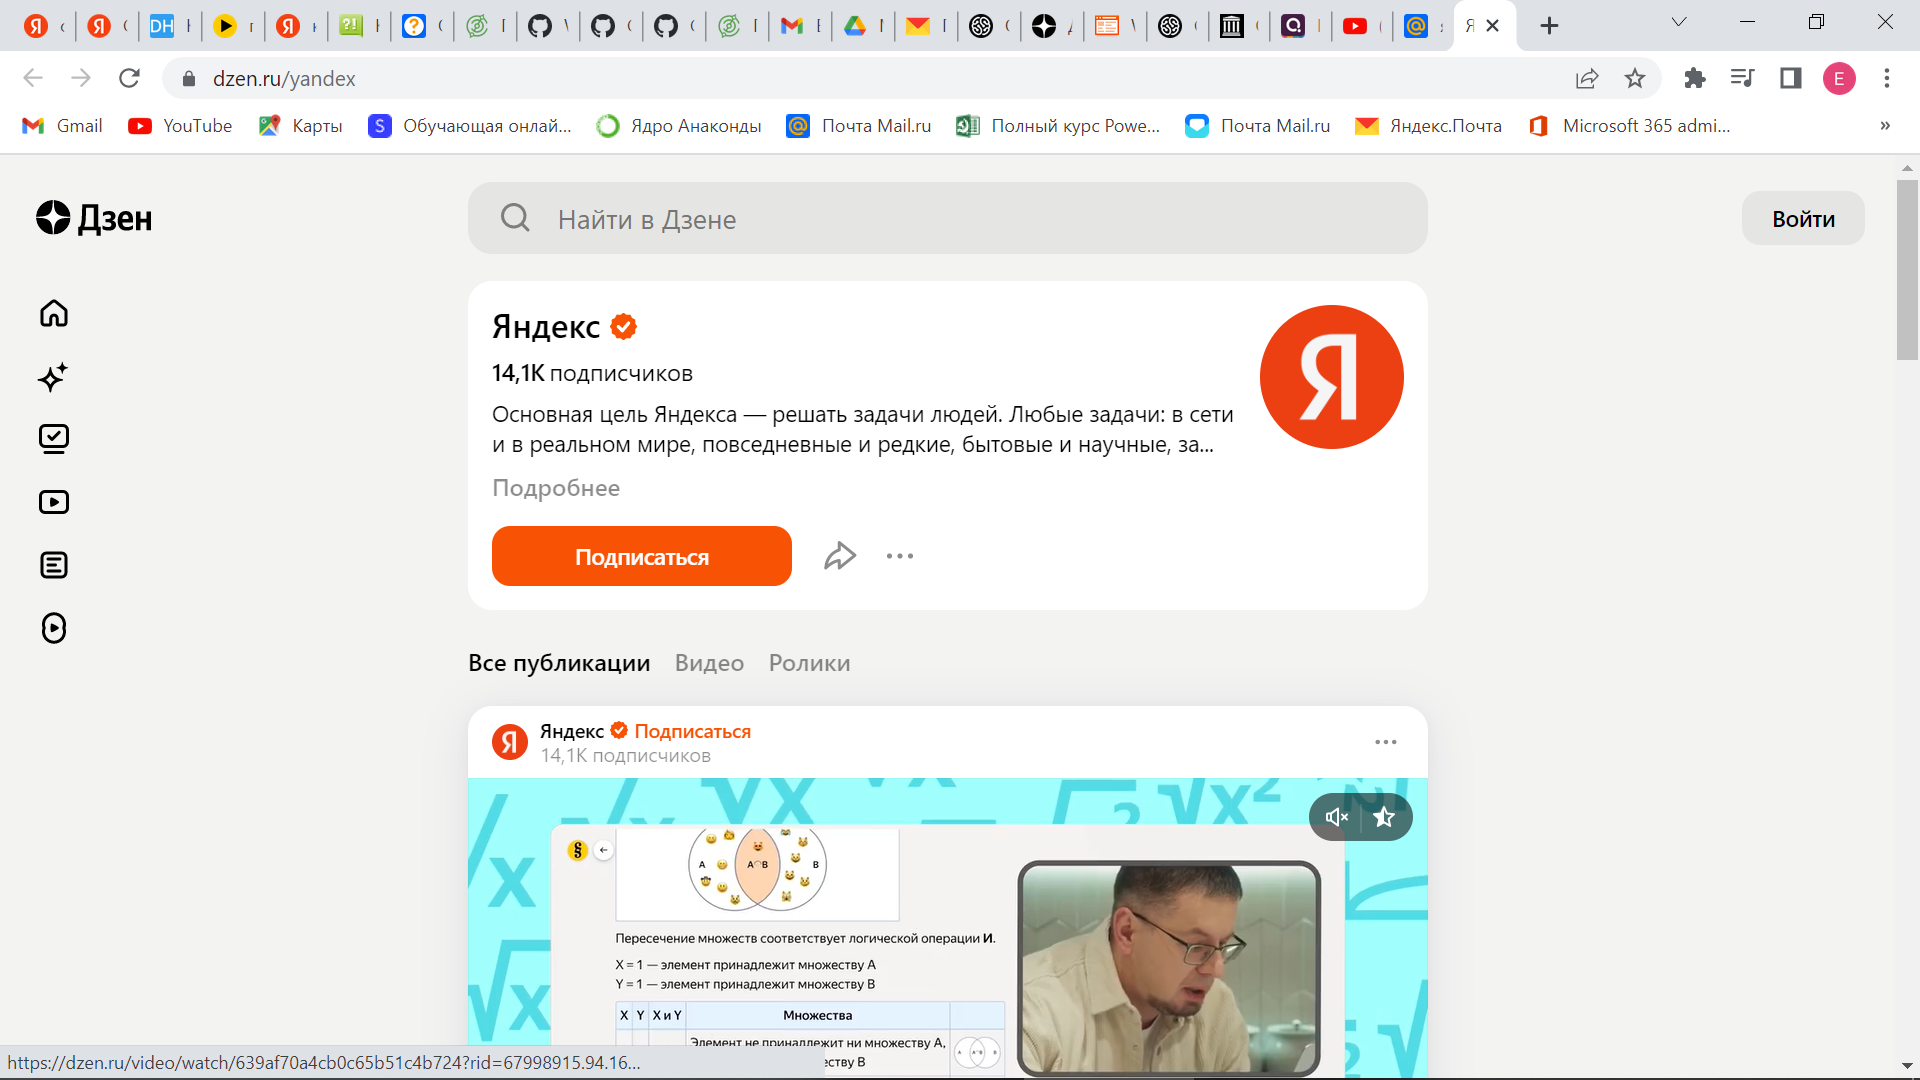 dzen.ru/yandex
E
Gmail
YouTube
Карты
Обучающая онлай...
Ядро Анаконды
Почта Mail.ru
Полный курс Powe...
Почта Mail.ru
Яндекс.Почта
Microsoft 365 admi...
»
Дзен
Найти в Дзене
Войти
Яндекс
14,1К подписчиков
Основная цель Яндекса — решать задачи людей. Любые задачи: в сети
и в реальном мире, повседневные и редкие, бытовые и научные, за...
Подробнее
Я
Подписаться
Все публикации Видео Ролики
Я
Яндекс Подписаться
14,1К подписчиков
A A⌒B B
Пересечение множеств соответствует логической операции И.
X = 1 — элемент принадлежит множеству A
Y = 1 — элемент принадлежит множеству B
X Y X и Y Множества
Элемент не принадлежит ни множеству A,
еству B
https://dzen.ru/video/watch/639af70a4cb0c65b51c4b724?rid=67998915.94.16...